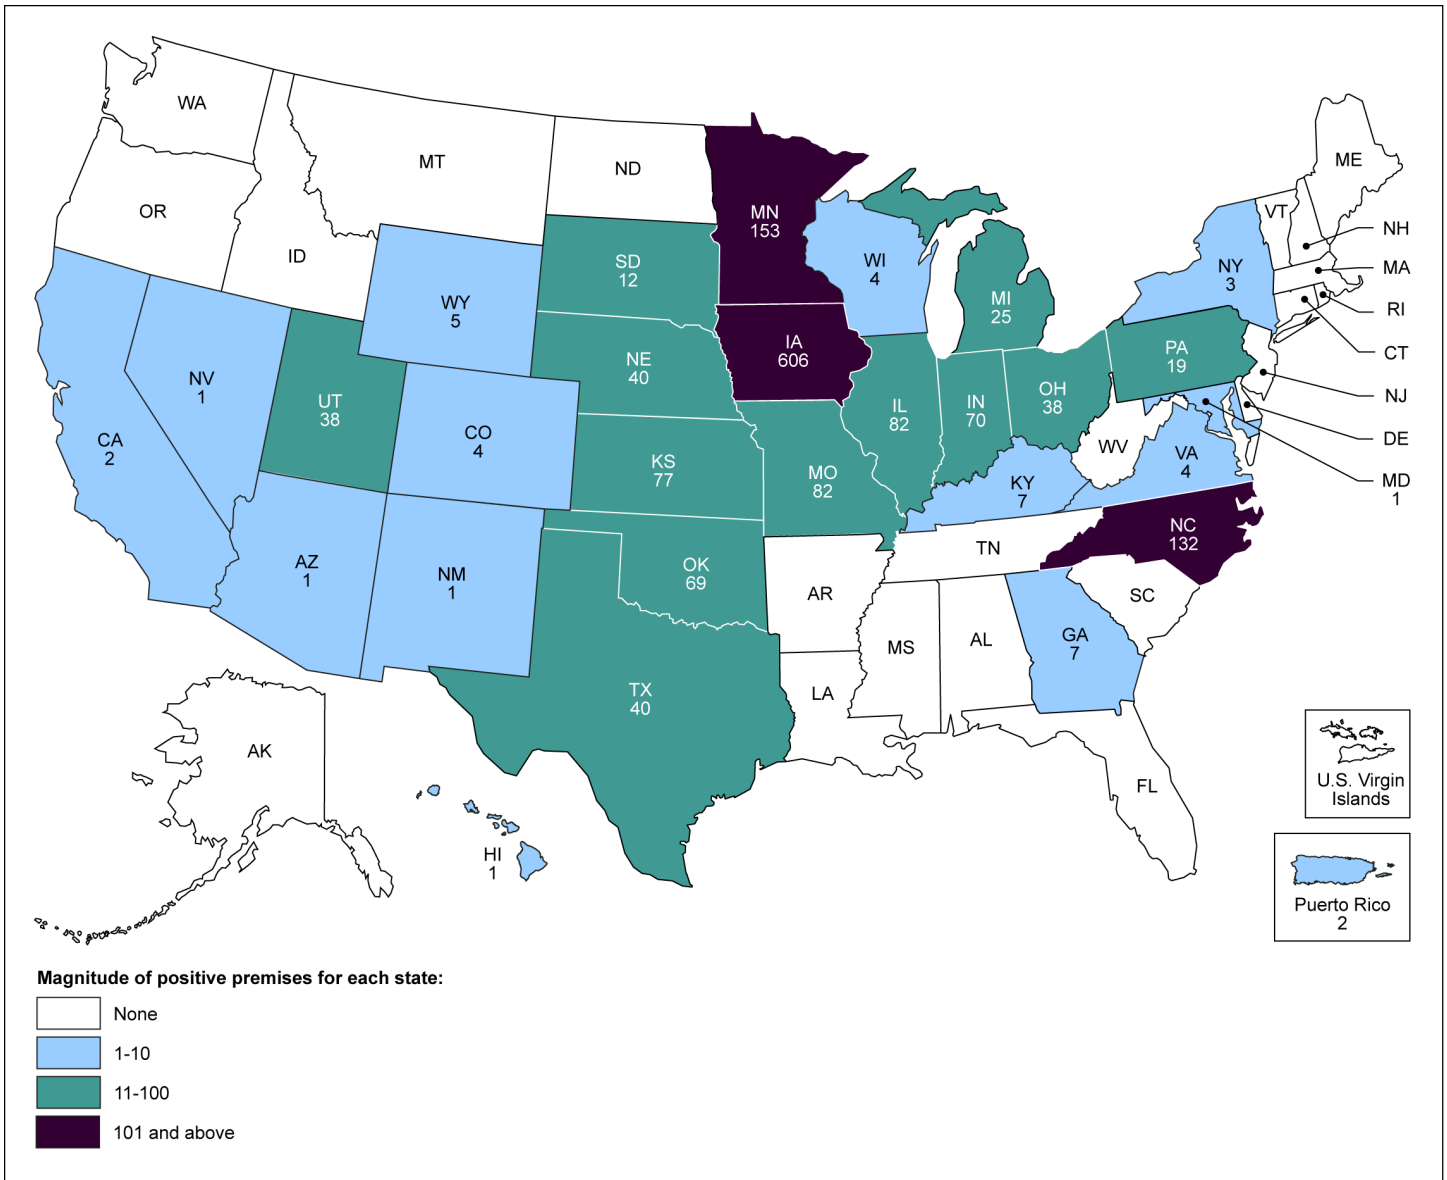 WA
MT
ND
ME
OR
ID
MN
153
VT
NH
MA
RI
CT
NJ
DE
MD
1
SD
12
WI
4
NY
3
WY
5
MI
25
IA
606
NE
40
PA
19
NV
1
UT
38
CO
4
IL
82
IN
70
OH
38
CA
2
KS
77
MO
82
WV
VA
4
KY
7
NC
132
AZ
1
NM
1
OK
69
TN
AR
SC
MS
AL
GA
7
TX
40
LA
AK
FL
HI
1
U.S. Virgin
Islands
Puerto Rico
2
Magnitude of positive premises for each state:
None
1-10
11-100
101 and above